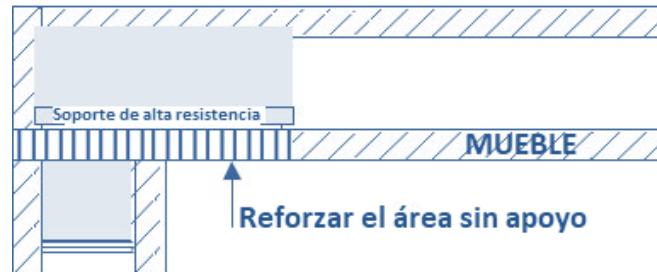 Soporte de alta resistencia
MUEBLE
Reforzar el área sin apoyo